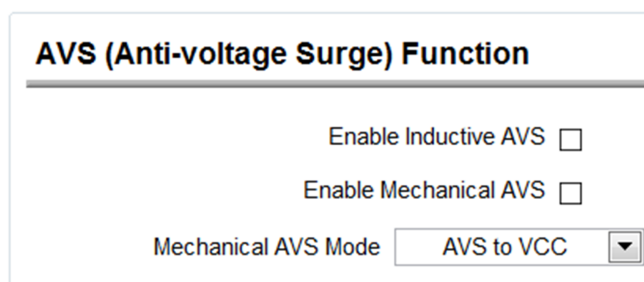 AVS (Anti-voltage Surge) Function
Enable Inductive AVS
Enable Mechanical AVS
Mechanical AVS Mode AVS to VCC